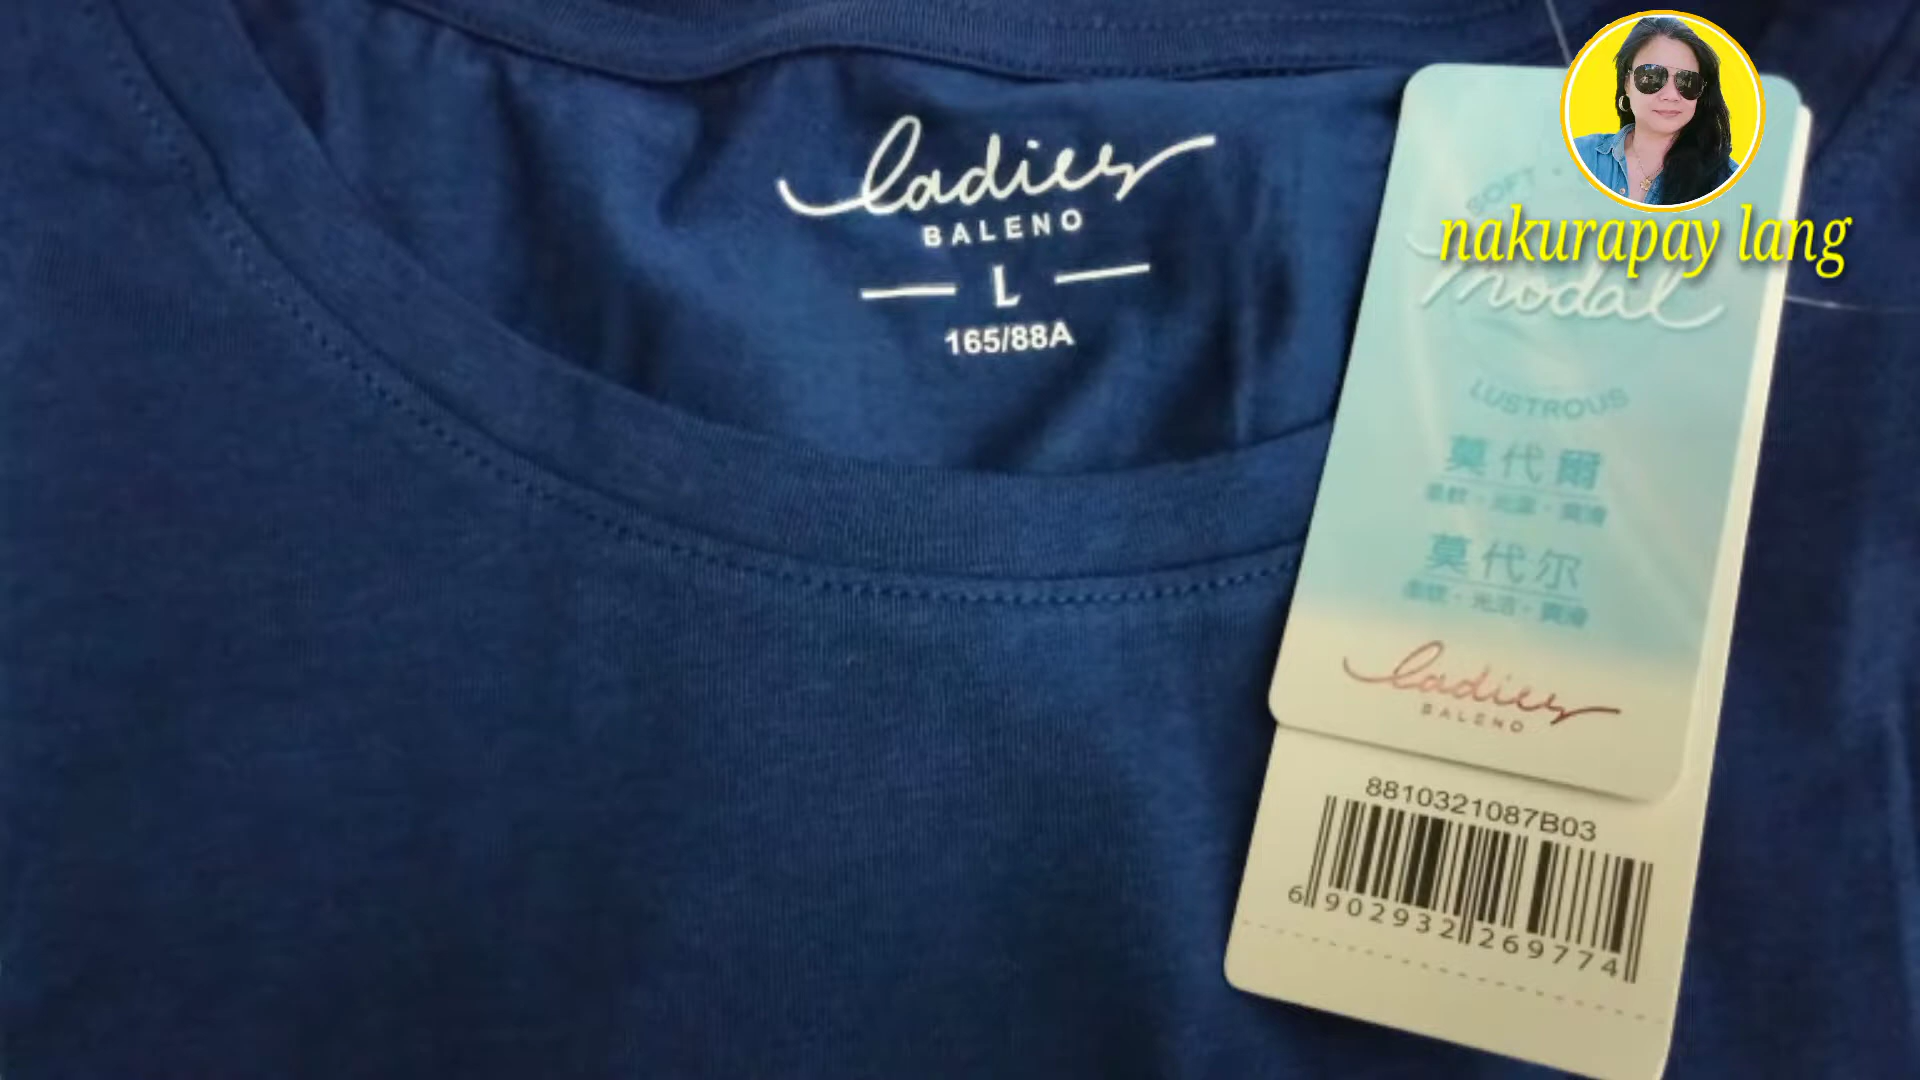 ladies
BALENO
L
165/88A
nakurapay lang
SOFT
modal
LUSTROUS
莫代爾
莫代尔
ladies
BALENO
8810321087B03
6 902932 269774